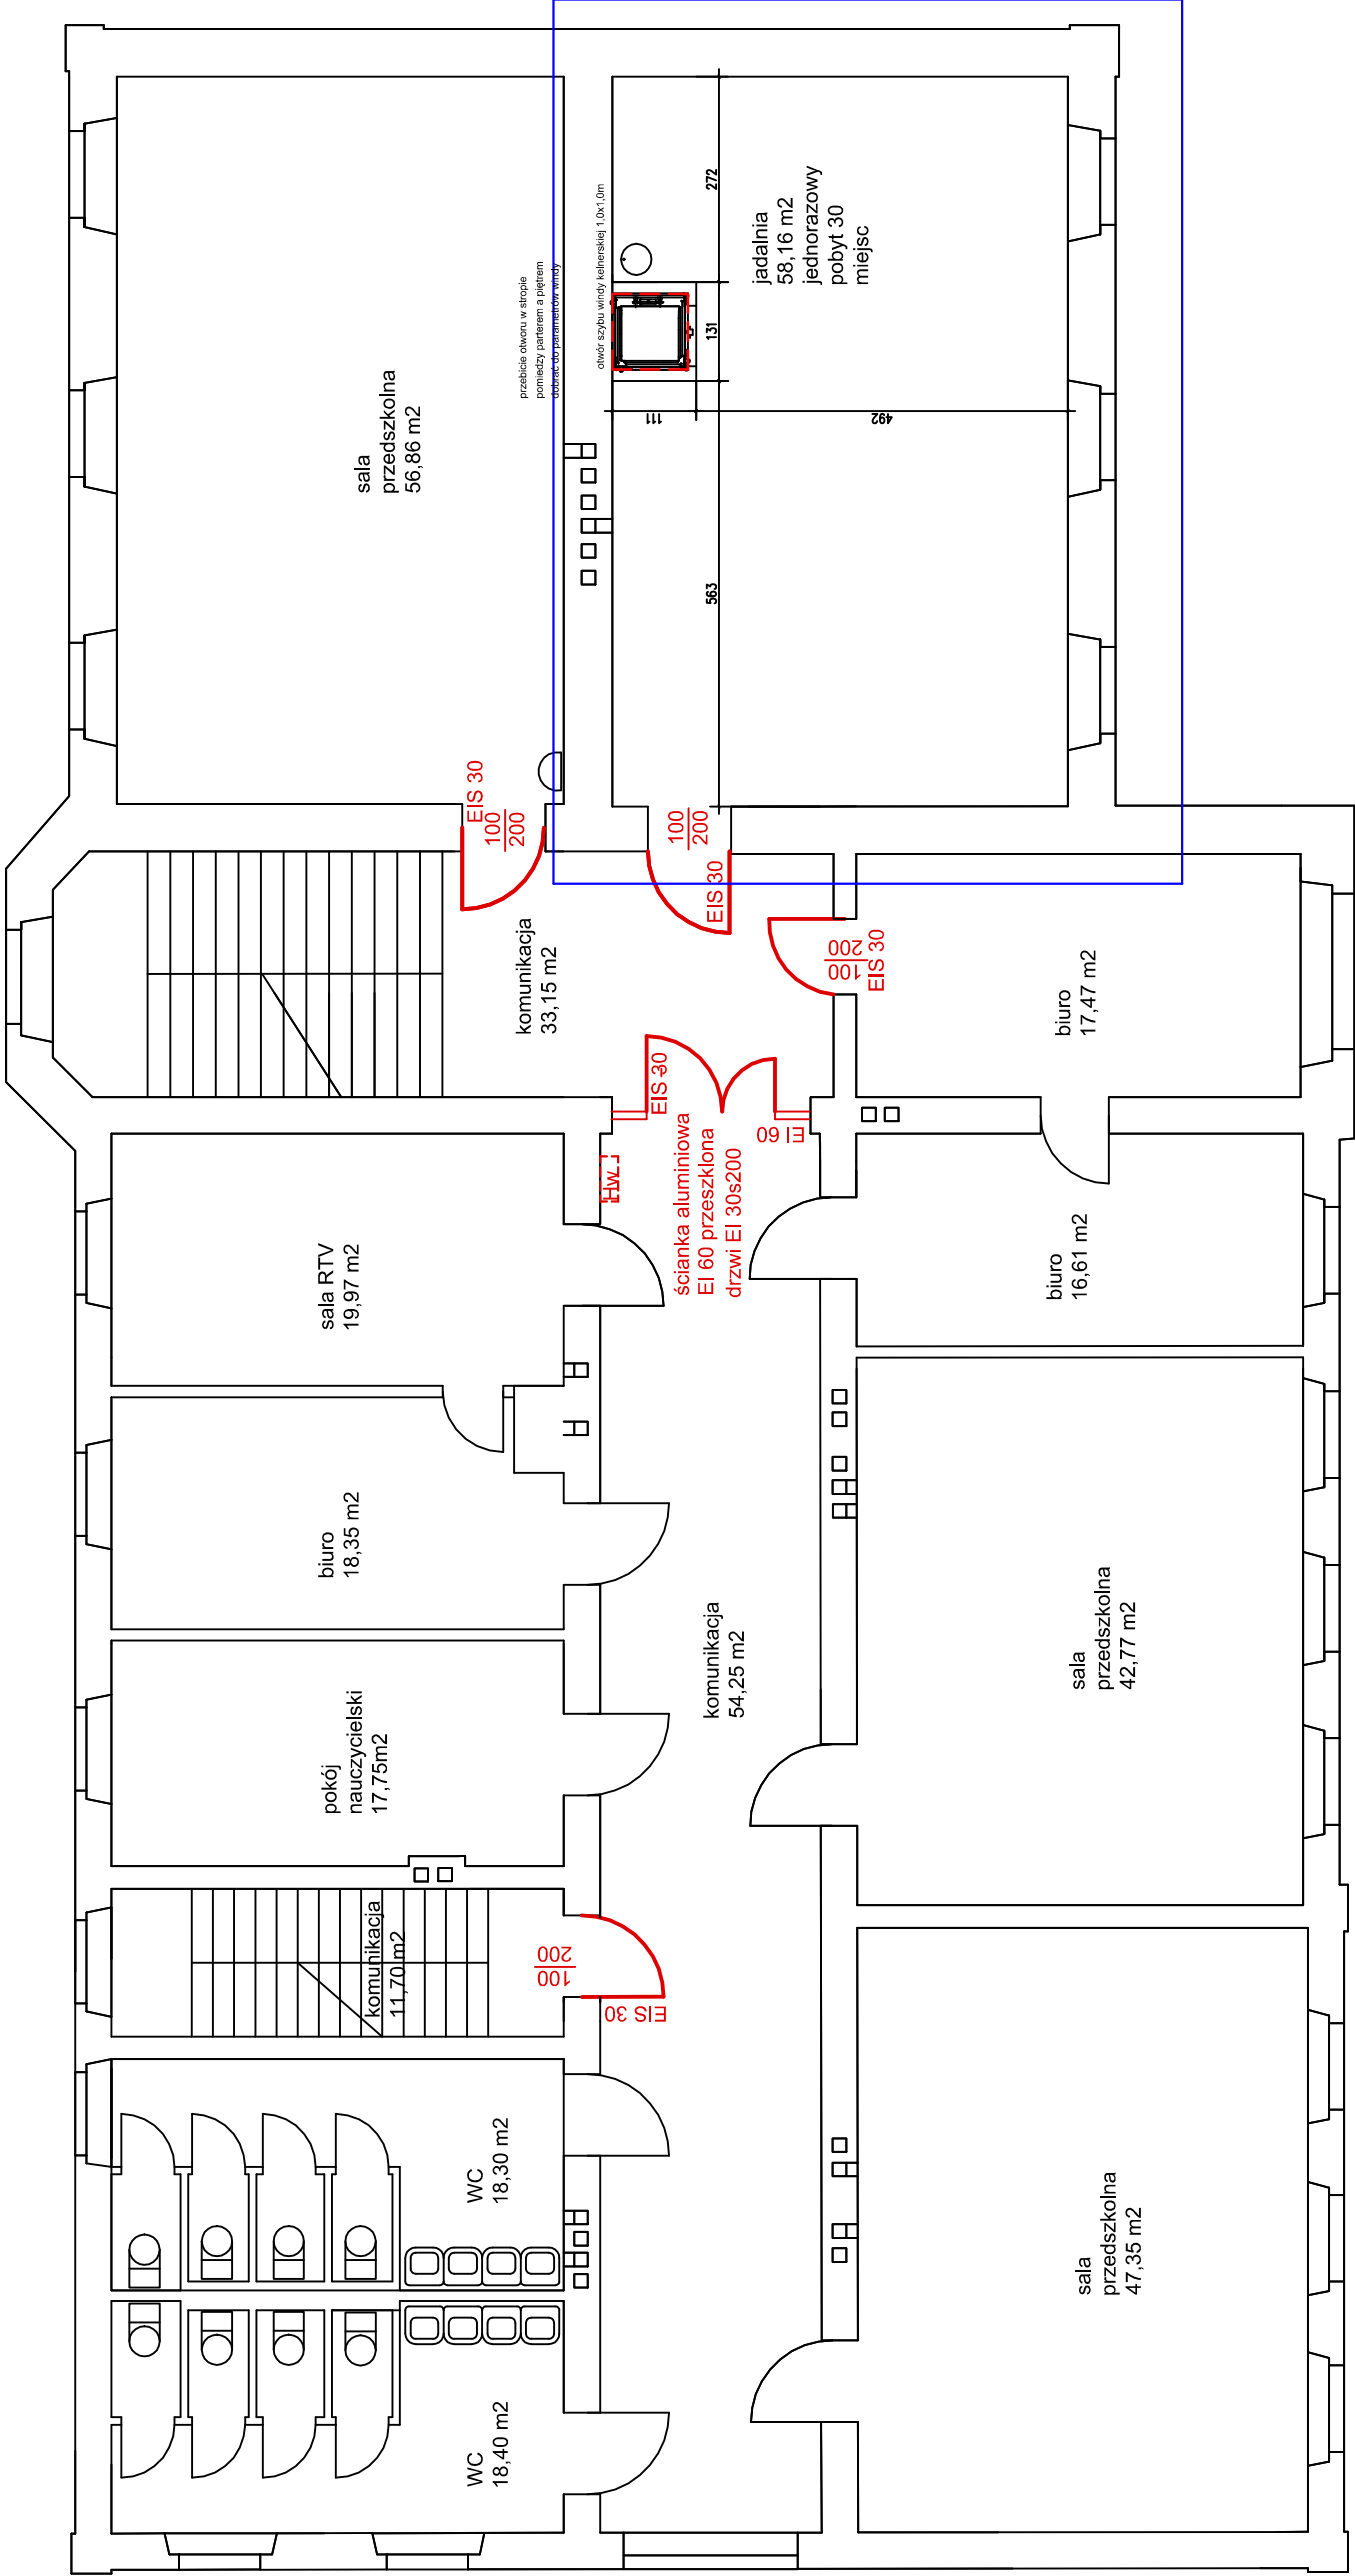 przebicie otworu w stropie
pomiedzy parterem a piętrem
dobrać do parametrów windy
otwór szybu windy kelnerskiej 1,0x1,0m
sala
przedszkolna
56,86 m2
jadalnia
58,16 m2
jednorazowy
pobyt 30
miejsc
272
131
111
492
563
EIS 30
100
200
100
200
EIS 30
komunikacja
33,15 m2
100
200
EIS 30
biuro
17,47 m2
EIS 30
EI 60
ścianka aluminiowa
EI 60 przeszklona
drzwi EI 30s200
HW
sala RTV
19,97 m2
biuro
16,61 m2
biuro
18,35 m2
komunikacja
54,25 m2
sala
przedszkolna
42,77 m2
pokój
nauczycielski
17,75m2
komunikacja
11,70 m2
100
200
EIS 30
WC
18,30 m2
sala
przedszkolna
47,35 m2
WC
18,40 m2